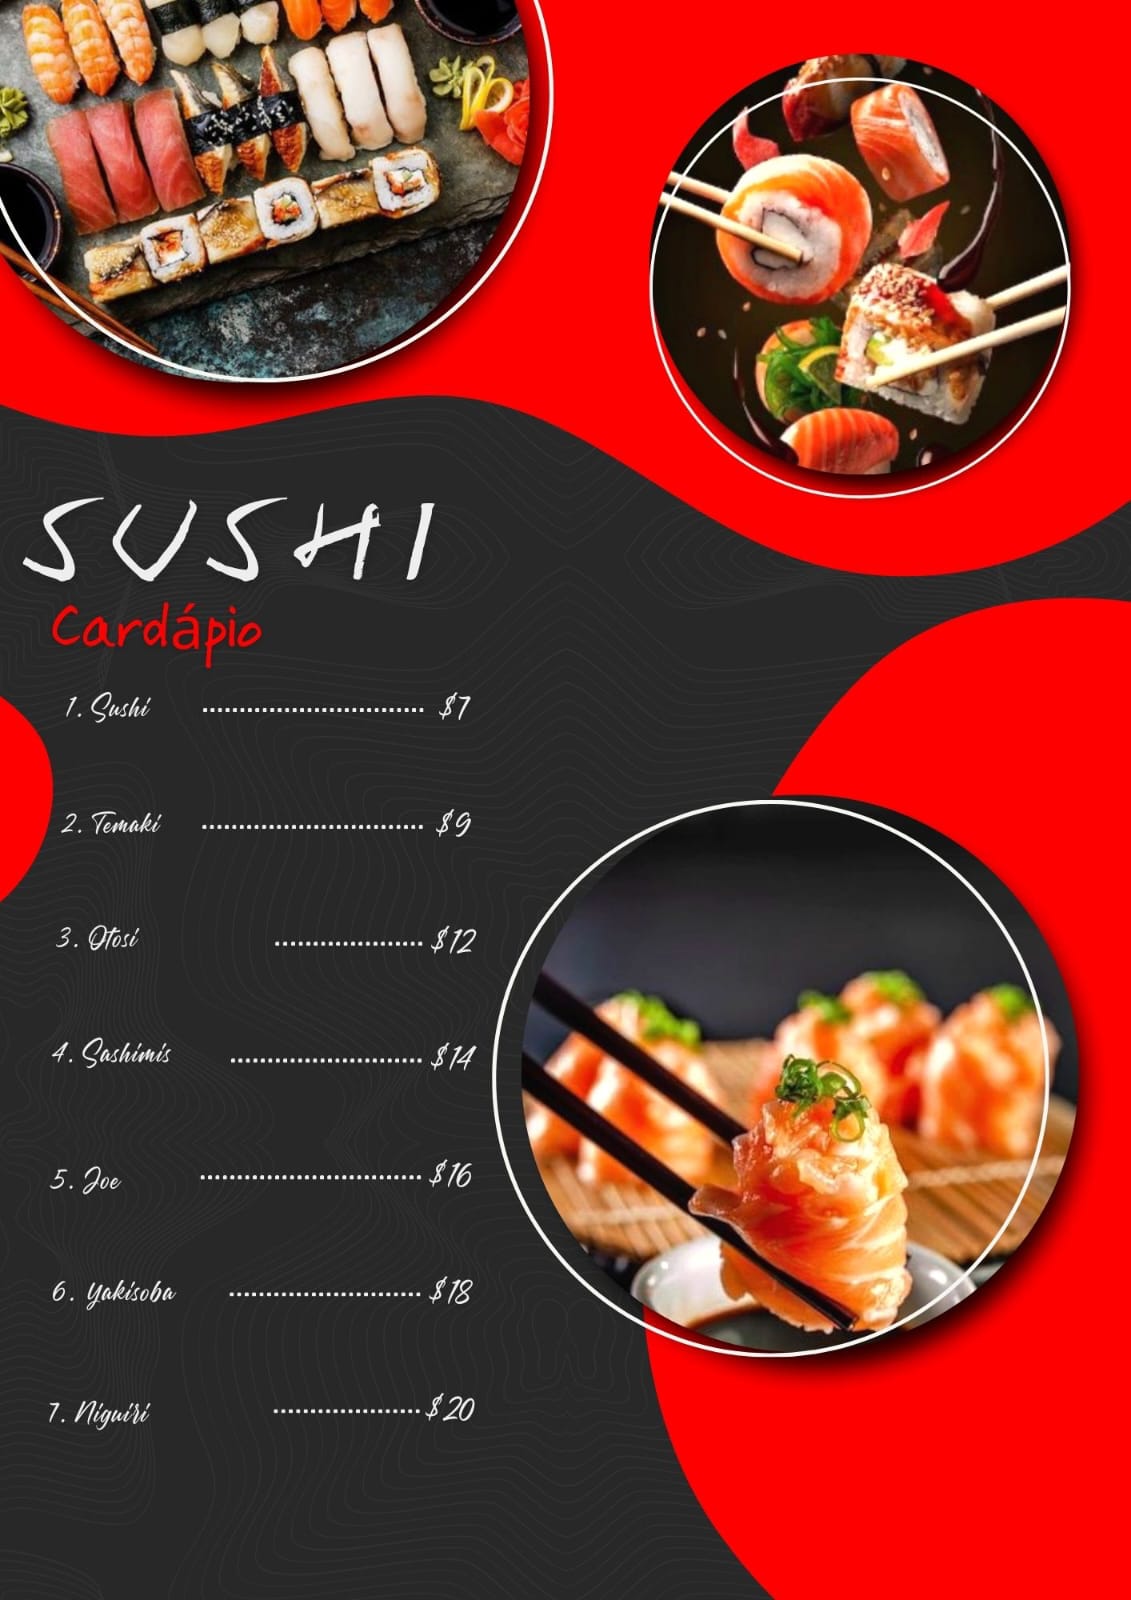 SUSHI
Cardápio
1. Sushi ........................ $7
2. Temaki ........................ $9
3. Otosi ........................ $12
4. Sashimis ........................ $14
5. Joe ........................ $16
6. Yakisoba ........................ $18
7. Niguiri ........................ $20